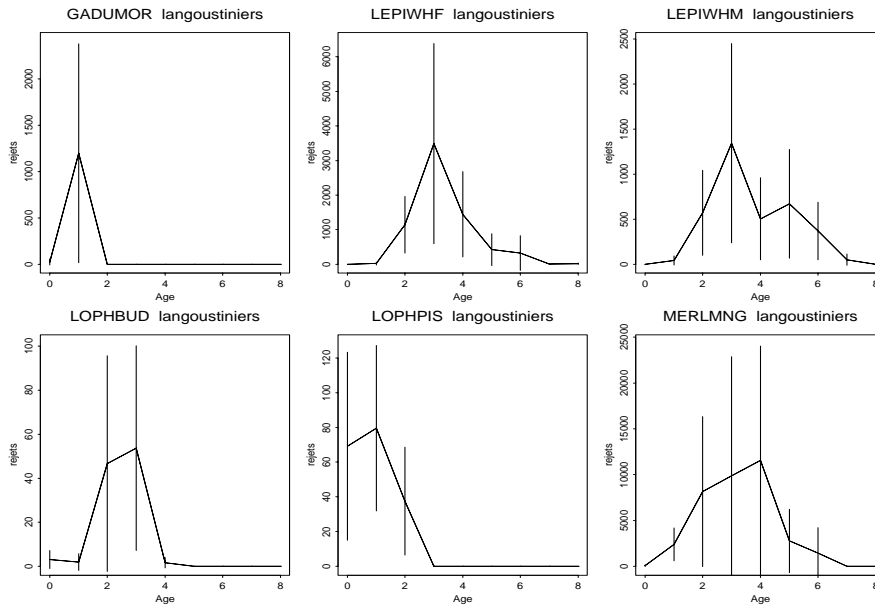 GADUMOR langoustiniers
rejets
0 500 1000 1500 2000
0 2 4 6 8
Age
LEPIWHF langoustiniers
rejets
0 1000 2000 3000 4000 5000 6000
0 2 4 6 8
Age
LEPIWHM langoustiniers
rejets
0 500 1000 1500 2000 2500
0 2 4 6 8
Age
LOPHBUD langoustiniers
rejets
0 20 40 60 80 100
0 2 4 6 8
Age
LOPHPIS langoustiniers
rejets
0 20 40 60 80 100 120
0 2 4 6 8
Age
MERLMNG langoustiniers
rejets
0 5000 10000 15000 20000 25000
0 2 4 6 8
Age